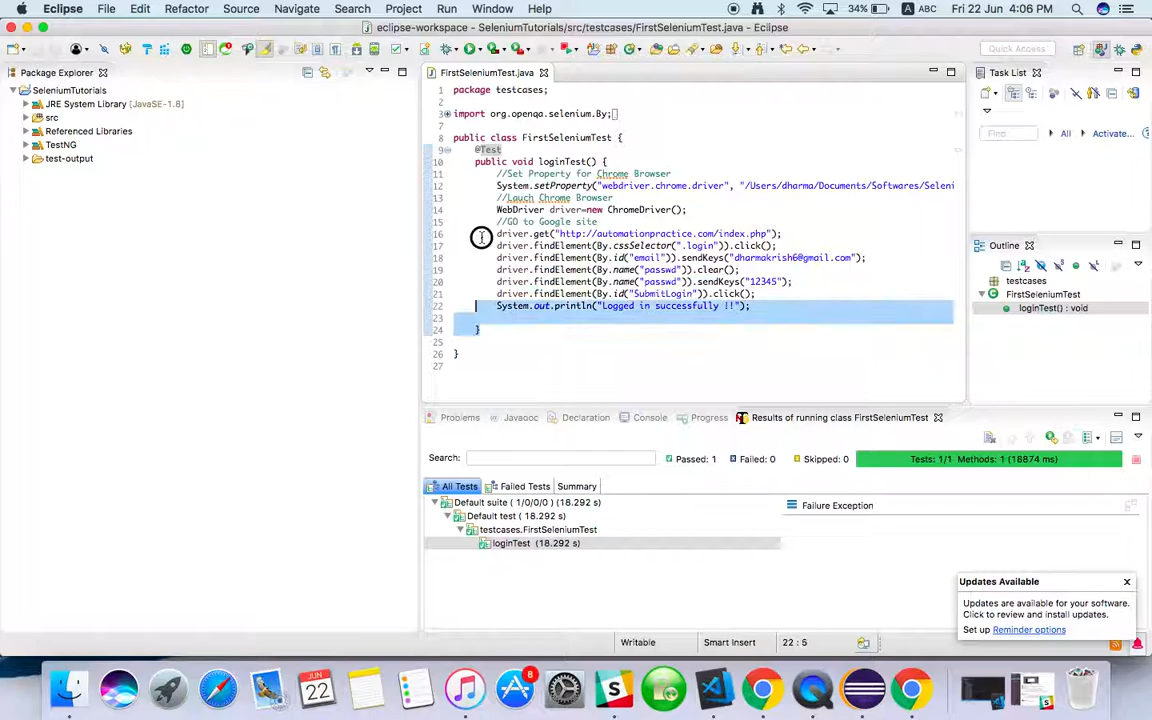 Eclipse File Edit Refactor Source Navigate Search Project Run Window Help 34% A ABC Fri 22 Jun 4:06 PM
eclipse-workspace - SeleniumTutorials/src/testcases/FirstSeleniumTest.java - Eclipse
Quick Access
Package Explorer
SeleniumTutorials
JRE System Library [JavaSE-1.8]
src
Referenced Libraries
TestNG
test-output
FirstSeleniumTest.java
1 package testcases;
2
3 import org.openqa.selenium.By;
7
8 public class FirstSeleniumTest {
9 @Test
10 public void loginTest() {
11 //Set Property for Chrome Browser
12 System.setProperty("webdriver.chrome.driver", "/Users/dharma/Documents/Softwares/Seleni
13 //Lauch Chrome Browser
14 WebDriver driver=new ChromeDriver();
15 //GO to Google site
16 driver.get("http://automationpractice.com/index.php");
17 driver.findElement(By.cssSelector(".login")).click();
18 driver.findElement(By.id("email")).sendKeys("dharmakrish6@gmail.com");
19 driver.findElement(By.name("passwd")).clear();
20 driver.findElement(By.name("passwd")).sendKeys("12345");
21 driver.findElement(By.id("SubmitLogin")).click();
22 System.out.println("Logged in successfully !!");
23
24 }
25
26 }
27
Task List
Find All Activate...
Outline
testcases
FirstSeleniumTest
loginTest() : void
Problems Javadoc Declaration Console Progress Results of running class FirstSeleniumTest
Search: Passed: 1 Failed: 0 Skipped: 0 Tests: 1/1 Methods: 1 (18874 ms)
All Tests Failed Tests Summary
Default suite ( 1/0/0/0 ) (18.292 s)
Default test ( 18.292 s)
testcases.FirstSeleniumTest
loginTest (18.292 s)
Failure Exception
Updates Available
Updates are available for your software.
Click to review and install updates.
Set up Reminder options
Writable Smart Insert 22 : 5
JUN
22
8